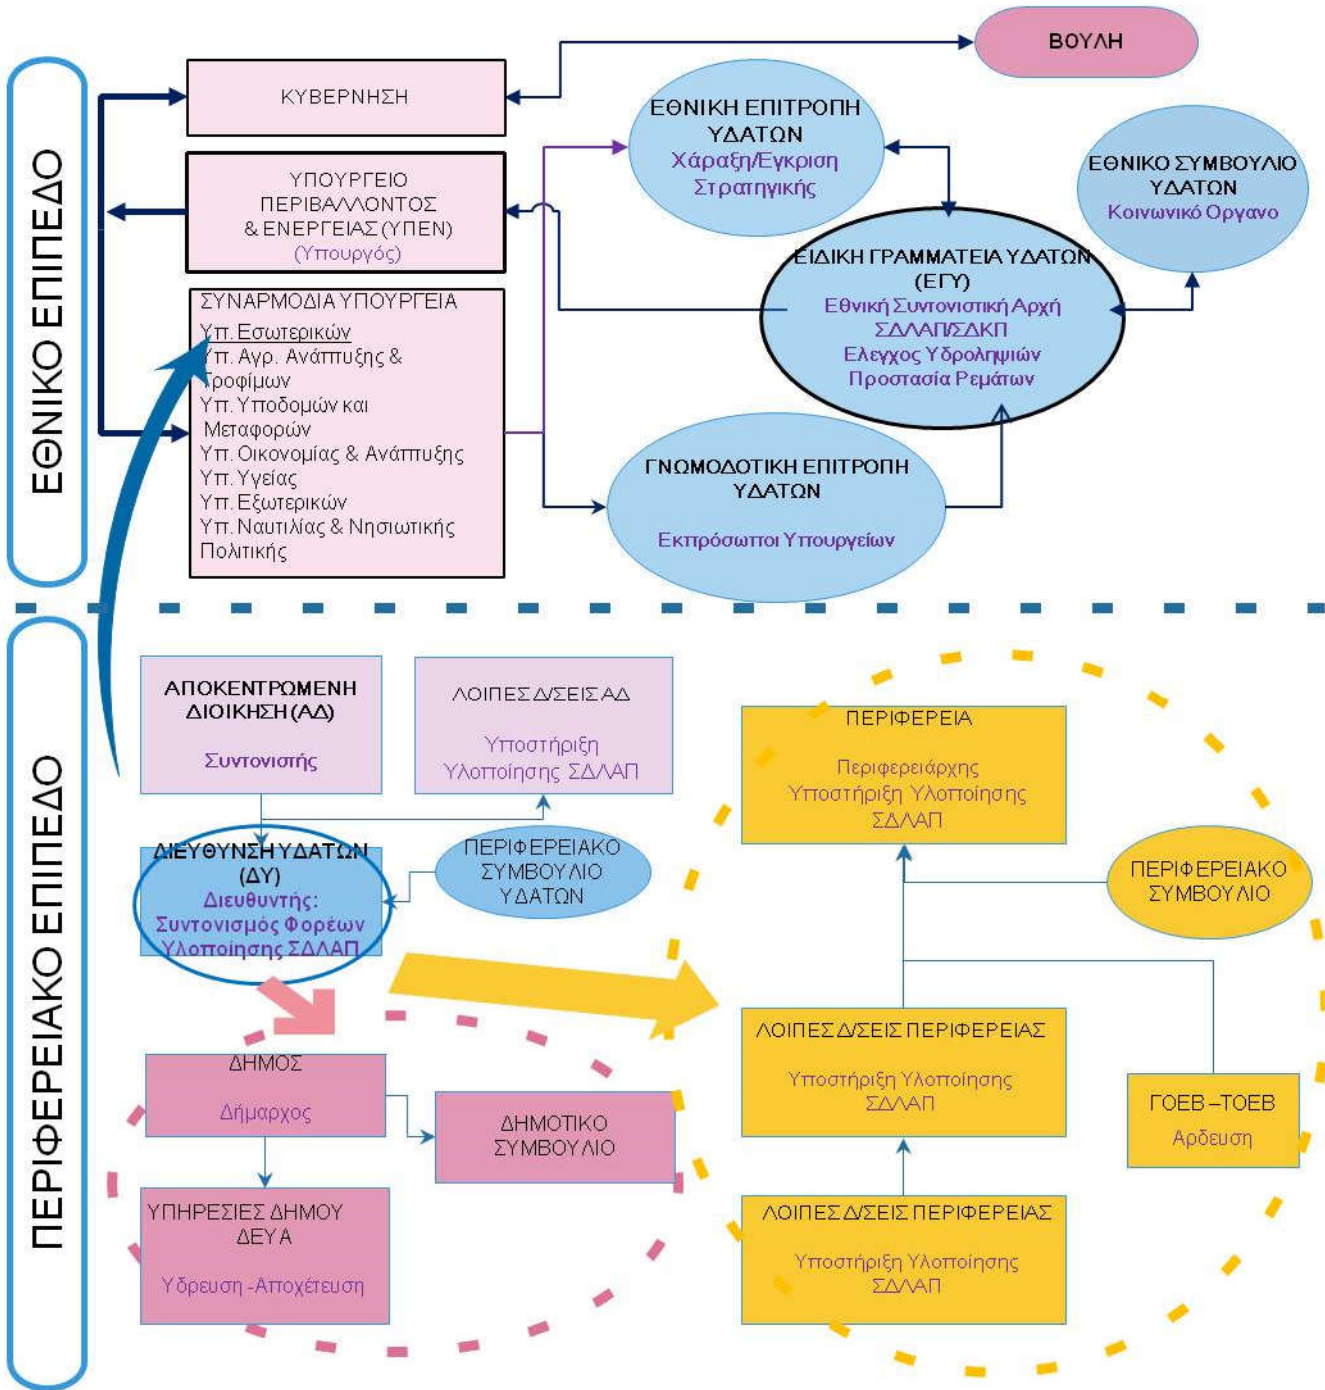 ΕΘΝΙΚΟ ΕΠΙΠΕΔΟ
ΒΟΥΛΗ
ΚΥΒΕΡΝΗΣΗ
ΥΠΟΥΡΓΕΙΟ
ΠΕΡΙΒΑΛΛΟΝΤΟΣ
& ΕΝΕΡΓΕΙΑΣ (ΥΠΕΝ)
(Υπουργός)
ΣΥΝΑΡΜΟΔΙΑ ΥΠΟΥΡΓΕΙΑ
Υπ. Εσωτερικών
Υπ. Αγρ. Ανάπτυξης &
Τροφίμων
Υπ. Υποδομών και
Μεταφορών
Υπ. Οικονομίας & Ανάπτυξης
Υπ. Υγείας
Υπ. Εξωτερικών
Υπ. Ναυτιλίας & Νησιωτικής
Πολιτικής
ΕΘΝΙΚΗ ΕΠΙΤΡΟΠΗ
ΥΔΑΤΩΝ
Χάραξη/Έγκριση
Στρατηγικής
ΕΘΝΙΚΟ ΣΥΜΒΟΥΛΙΟ
ΥΔΑΤΩΝ
Κοινωνικό Οργανο
ΕΙΔΙΚΗ ΓΡΑΜΜΑΤΕΙΑ ΥΔΑΤΩΝ
(ΕΓΥ)
Εθνική Συντονιστική Αρχή
ΣΔΛΑΠ/ΣΔΚΠ
Ελεγχος Υδροληψιών
Προστασία Ρεμάτων
ΓΝΩΜΟΔΟΤΙΚΗ ΕΠΙΤΡΟΠΗ
ΥΔΑΤΩΝ
Εκπρόσωποι Υπουργείων
ΠΕΡΙΦΕΡΕΙΑΚΟ ΕΠΙΠΕΔΟ
ΑΠΟΚΕΝΤΡΩΜΕΝΗ
ΔΙΟΙΚΗΣΗ (ΑΔ)
Συντονιστής
ΛΟΙΠΕΣ Δ/ΣΕΙΣ ΑΔ
Υποστήριξη
Υλοποίησης ΣΔΛΑΠ
ΔΙΕΥΘΥΝΣΗ ΥΔΑΤΩΝ
(ΔΥ)
Διευθυντής:
Συντονισμός Φορέων
Υλοποίησης ΣΔΛΑΠ
ΠΕΡΙΦΕΡΕΙΑΚΟ
ΣΥΜΒΟΥΛΙΟ
ΥΔΑΤΩΝ
ΔΗΜΟΣ
Δήμαρχος
ΔΗΜΟΤΙΚΟ
ΣΥΜΒΟΥΛΙΟ
ΥΠΗΡΕΣΙΕΣ ΔΗΜΟΥ
ΔΕΥΑ
Υδρευση -Αποχέτευση
ΠΕΡΙΦΕΡΕΙΑ
Περιφερειάρχης
Υποστήριξη Υλοποίησης
ΣΔΛΑΠ
ΠΕΡΙΦΕΡΕΙΑΚΟ
ΣΥΜΒΟΥΛΙΟ
ΛΟΙΠΕΣ Δ/ΣΕΙΣ ΠΕΡΙΦΕΡΕΙΑΣ
Υποστήριξη Υλοποίησης
ΣΔΛΑΠ
ΓΟΕΒ –ΤΟΕΒ
Αρδευση
ΛΟΙΠΕΣ Δ/ΣΕΙΣ ΠΕΡΙΦΕΡΕΙΑΣ
Υποστήριξη Υλοποίησης
ΣΔΛΑΠ